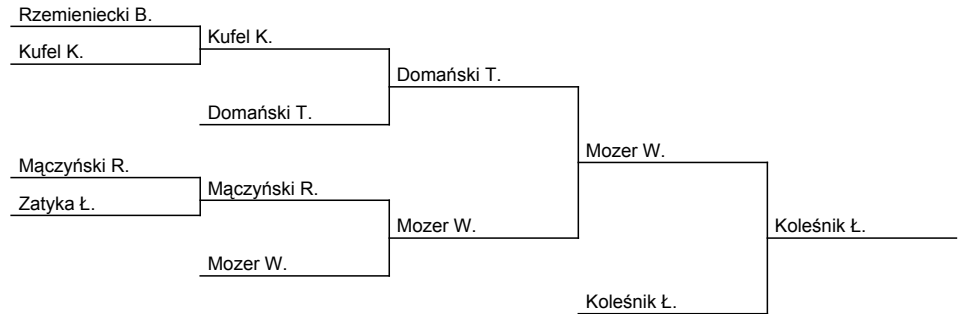 Rzemieniecki B.
Kufel K.
Kufel K.
Domański T.
Domański T.
Mozer W.
Mączyński R.
Mączyński R.
Zatyka Ł.
Mozer W.
Koleśnik Ł.
Mozer W.
Koleśnik Ł.